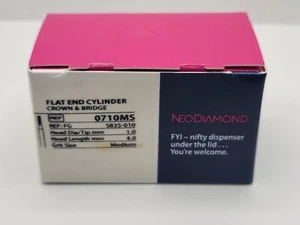 FLAT END CYLINDER
CROWN & BRIDGE
REF 0710MS
REF: FG 5835-010
Head Dia/Tip mm 1.0
Head Length mm 4.0
Grit Size Medium
NEODIAMOND
FYI – nifty dispenser
under the lid . . .
You're welcome.